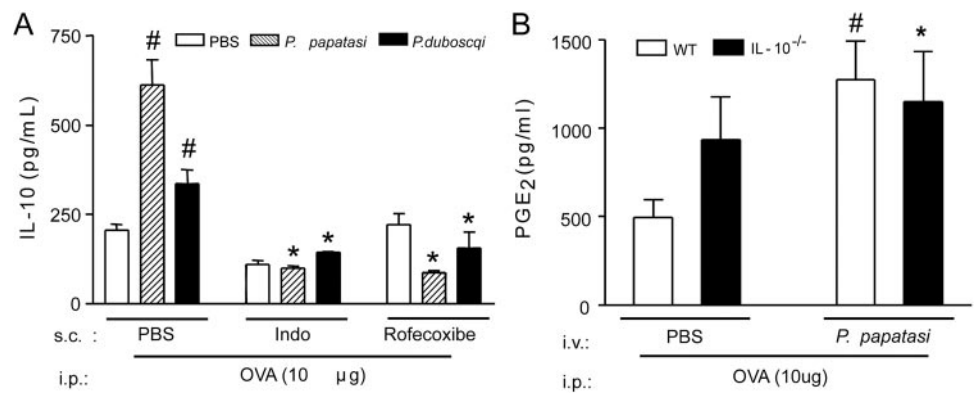 A
PBS P. papatasi P.duboscqi
IL-10 (pg/mL)
750
500
250
0
# # * * * *
s.c. : PBS Indo Rofecoxibe
i.p.: OVA (10 µg)
B
WT IL-10-/-
PGE2 (pg/ml)
1500
1000
500
0
# *
i.v.: PBS P. papatasi
i.p.: OVA (10ug)